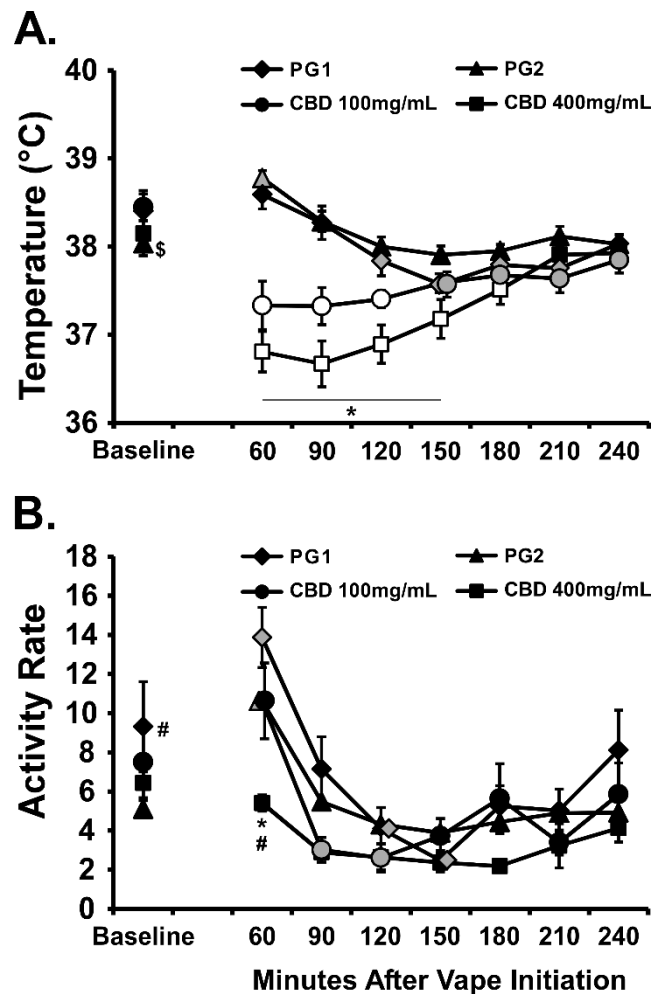 A.
PG1 PG2
CBD 100mg/mL CBD 400mg/mL
Temperature (°C)
40
39
38
37
36
$
*
Baseline 60 90 120 150 180 210 240
B.
PG1 PG2
CBD 100mg/mL CBD 400mg/mL
Activity Rate
18
16
14
12
10
8
6
4
2
0
#
*
#
Baseline 60 90 120 150 180 210 240
Minutes After Vape Initiation